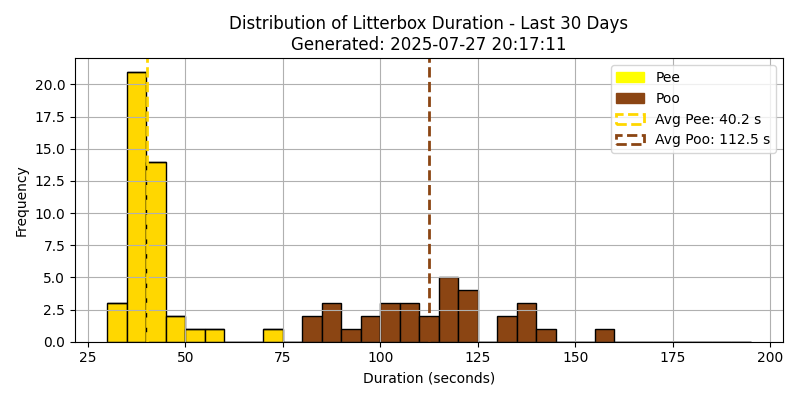 Distribution of Litterbox Duration - Last 30 Days
Generated: 2025-07-27 20:17:11
Pee
Poo
Avg Pee: 40.2 s
Avg Poo: 112.5 s
Frequency
20.0
17.5
15.0
12.5
10.0
7.5
5.0
2.5
0.0
25 50 75 100 125 150 175 200
Duration (seconds)